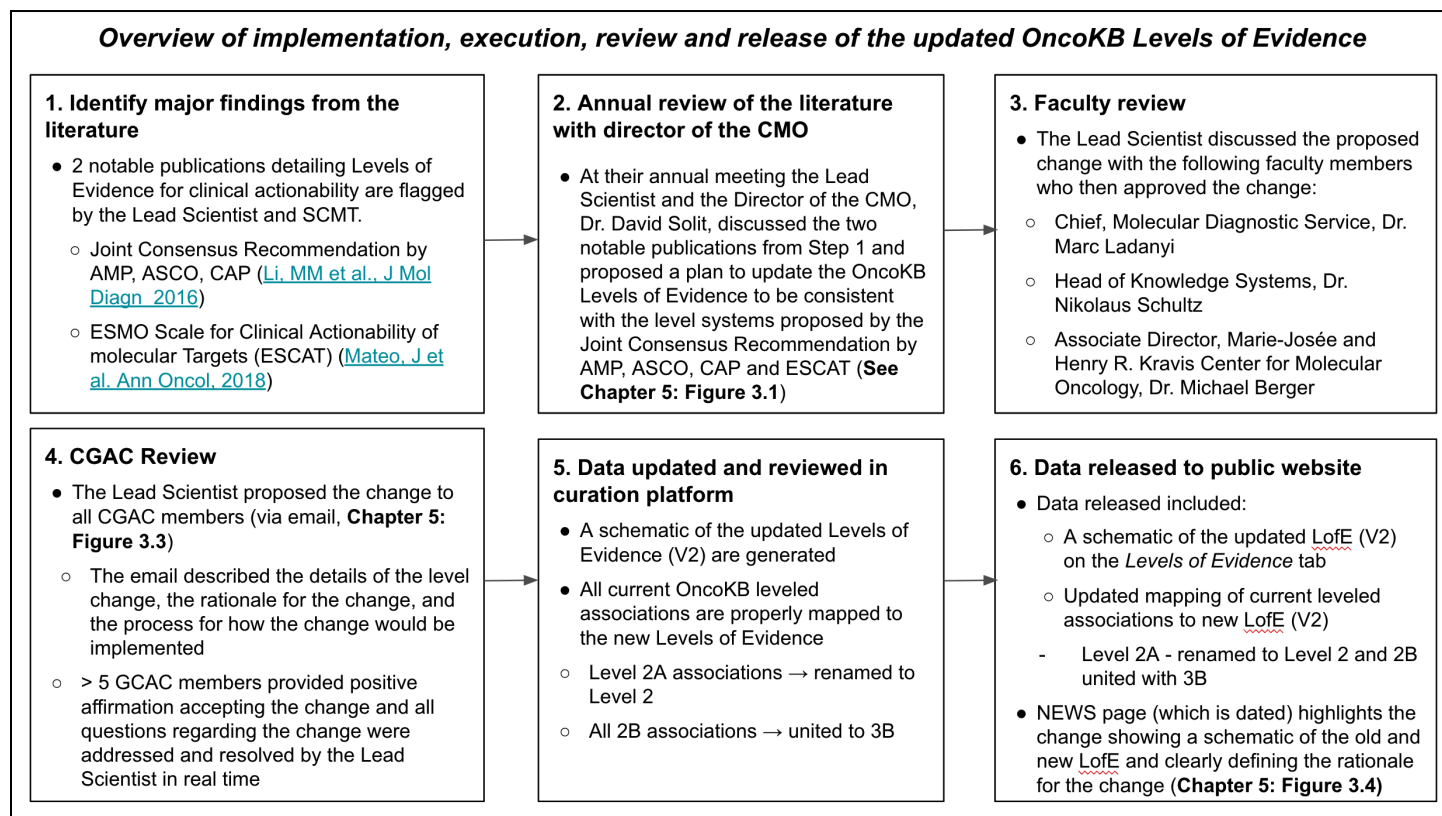 Overview of implementation, execution, review and release of the updated OncoKB Levels of Evidence
1. Identify major findings from the
literature
● 2 notable publications detailing Levels of
Evidence for clinical actionability are flagged
by the Lead Scientist and SCMT.
○ Joint Consensus Recommendation by
AMP, ASCO, CAP (Li, MM et al., J Mol
Diagn 2016)
○ ESMO Scale for Clinical Actionability of
molecular Targets (ESCAT) (Mateo, J et
al. Ann Oncol, 2018)
2. Annual review of the literature
with director of the CMO
● At their annual meeting the Lead
Scientist and the Director of the CMO,
Dr. David Solit, discussed the two
notable publications from Step 1 and
proposed a plan to update the OncoKB
Levels of Evidence to be consistent
with the level systems proposed by the
Joint Consensus Recommendation by
AMP, ASCO, CAP and ESCAT (See
Chapter 5: Figure 3.1)
3. Faculty review
● The Lead Scientist discussed the proposed
change with the following faculty members
who then approved the change:
○ Chief, Molecular Diagnostic Service, Dr.
Marc Ladanyi
○ Head of Knowledge Systems, Dr.
Nikolaus Schultz
○ Associate Director, Marie-Josée and
Henry R. Kravis Center for Molecular
Oncology, Dr. Michael Berger
4. CGAC Review
● The Lead Scientist proposed the change to
all CGAC members (via email, Chapter 5:
Figure 3.3)
○ The email described the details of the level
change, the rationale for the change, and
the process for how the change would be
implemented
○ > 5 GCAC members provided positive
affirmation accepting the change and all
questions regarding the change were
addressed and resolved by the Lead
Scientist in real time
5. Data updated and reviewed in
curation platform
● A schematic of the updated Levels of
Evidence (V2) are generated
● All current OncoKB leveled
associations are properly mapped to
the new Levels of Evidence
○ Level 2A associations → renamed to
Level 2
○ All 2B associations → united to 3B
6. Data released to public website
● Data released included:
○ A schematic of the updated LofE (V2)
on the Levels of Evidence tab
○ Updated mapping of current leveled
associations to new LofE (V2)
- Level 2A - renamed to Level 2 and 2B
united with 3B
● NEWS page (which is dated) highlights the
change showing a schematic of the old and
new LofE and clearly defining the rationale
for the change (Chapter 5: Figure 3.4)